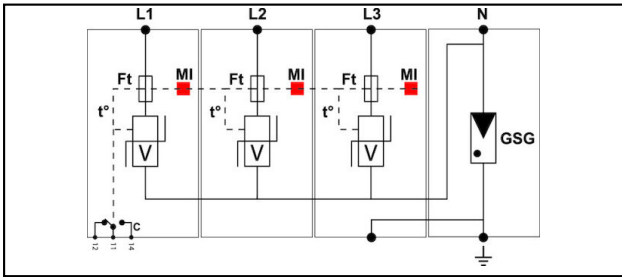 L1 L2 L3 N
Ft MI Ft MI Ft MI
t° t° t°
GSG
V V V
C
12 11 14